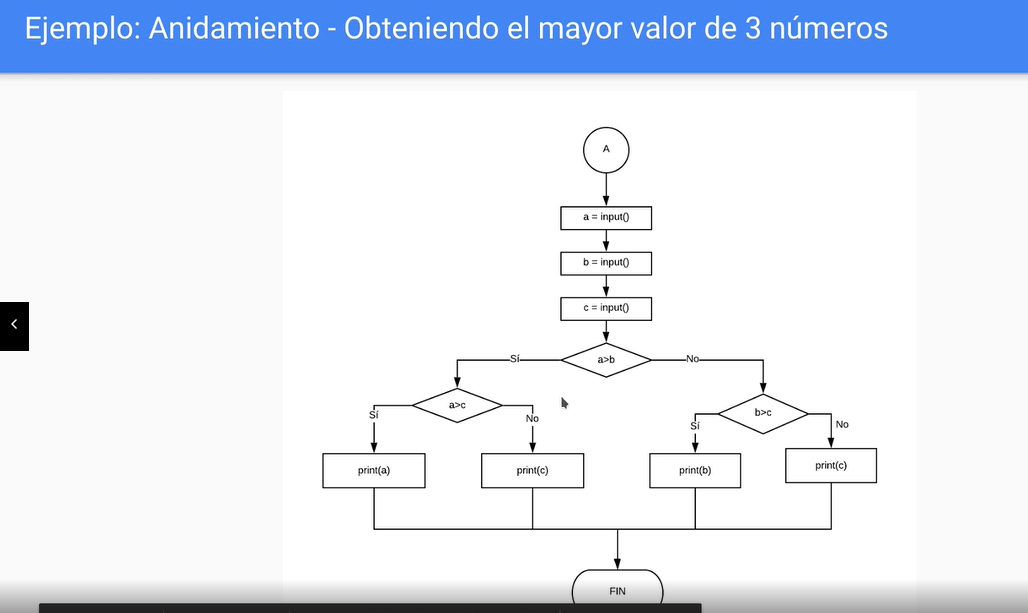 Ejemplo: Anidamiento - Obteniendo el mayor valor de 3 números
A
a = input()
b = input()
c = input()
a>b
Sí
No
a>c
b>c
Sí
No
Sí
No
print(a)
print(c)
print(b)
print(c)
FIN